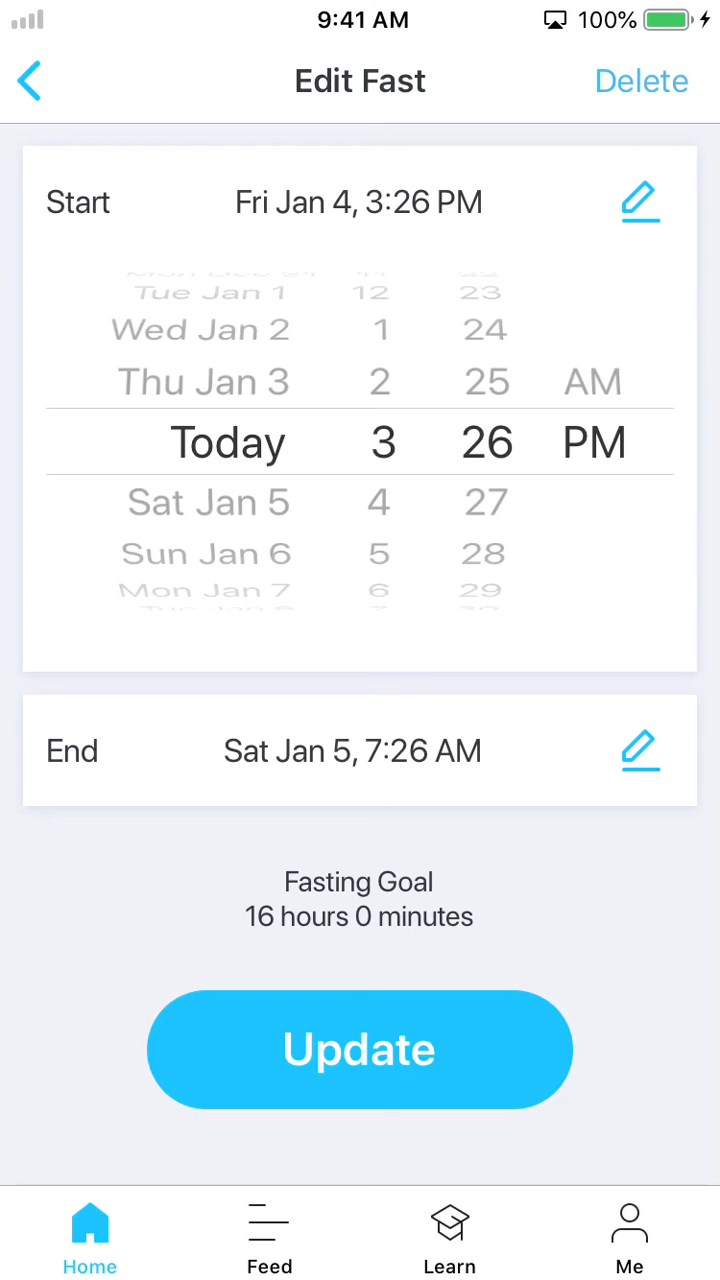 9:41 AM 100%
Edit Fast Delete
Start Fri Jan 4, 3:26 PM
Tue Jan 1 12 23
Wed Jan 2 1 24
Thu Jan 3 2 25 AM
Today 3 26 PM
Sat Jan 5 4 27
Sun Jan 6 5 28
Mon Jan 7 6 29
End Sat Jan 5, 7:26 AM
Fasting Goal
16 hours 0 minutes
Update
Home Feed Learn Me